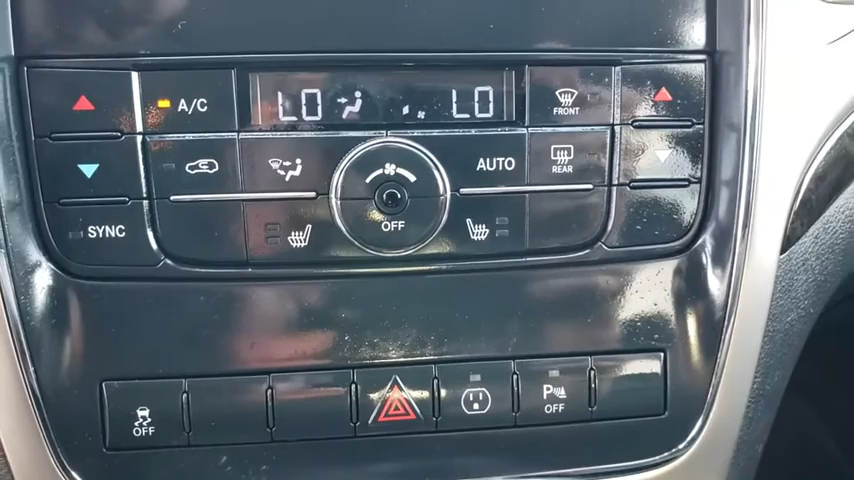 LO LO
A/C
FRONT
AUTO
REAR
SYNC
OFF
OFF
P
OFF